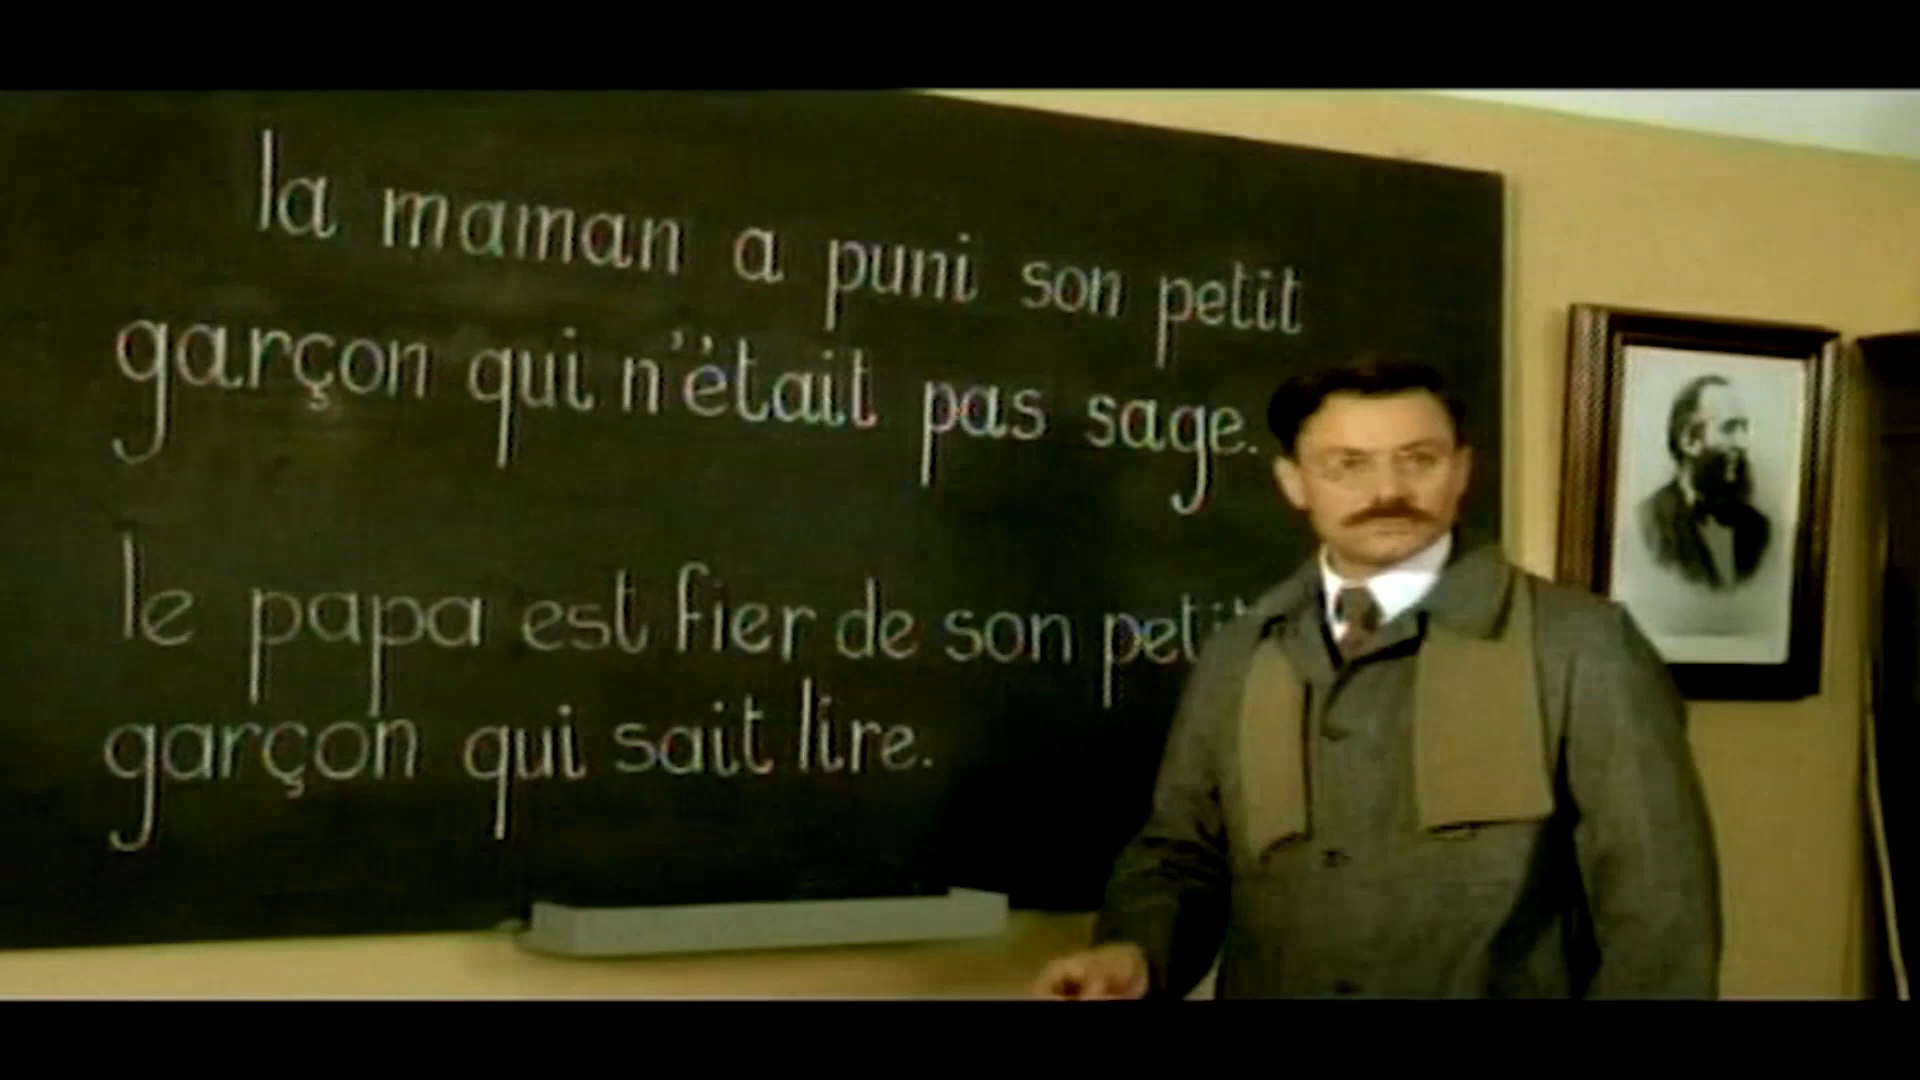 la maman a puni son petit
garçon qui n'était pas sage.
le papa est fier de son petit
garçon qui sait lire.